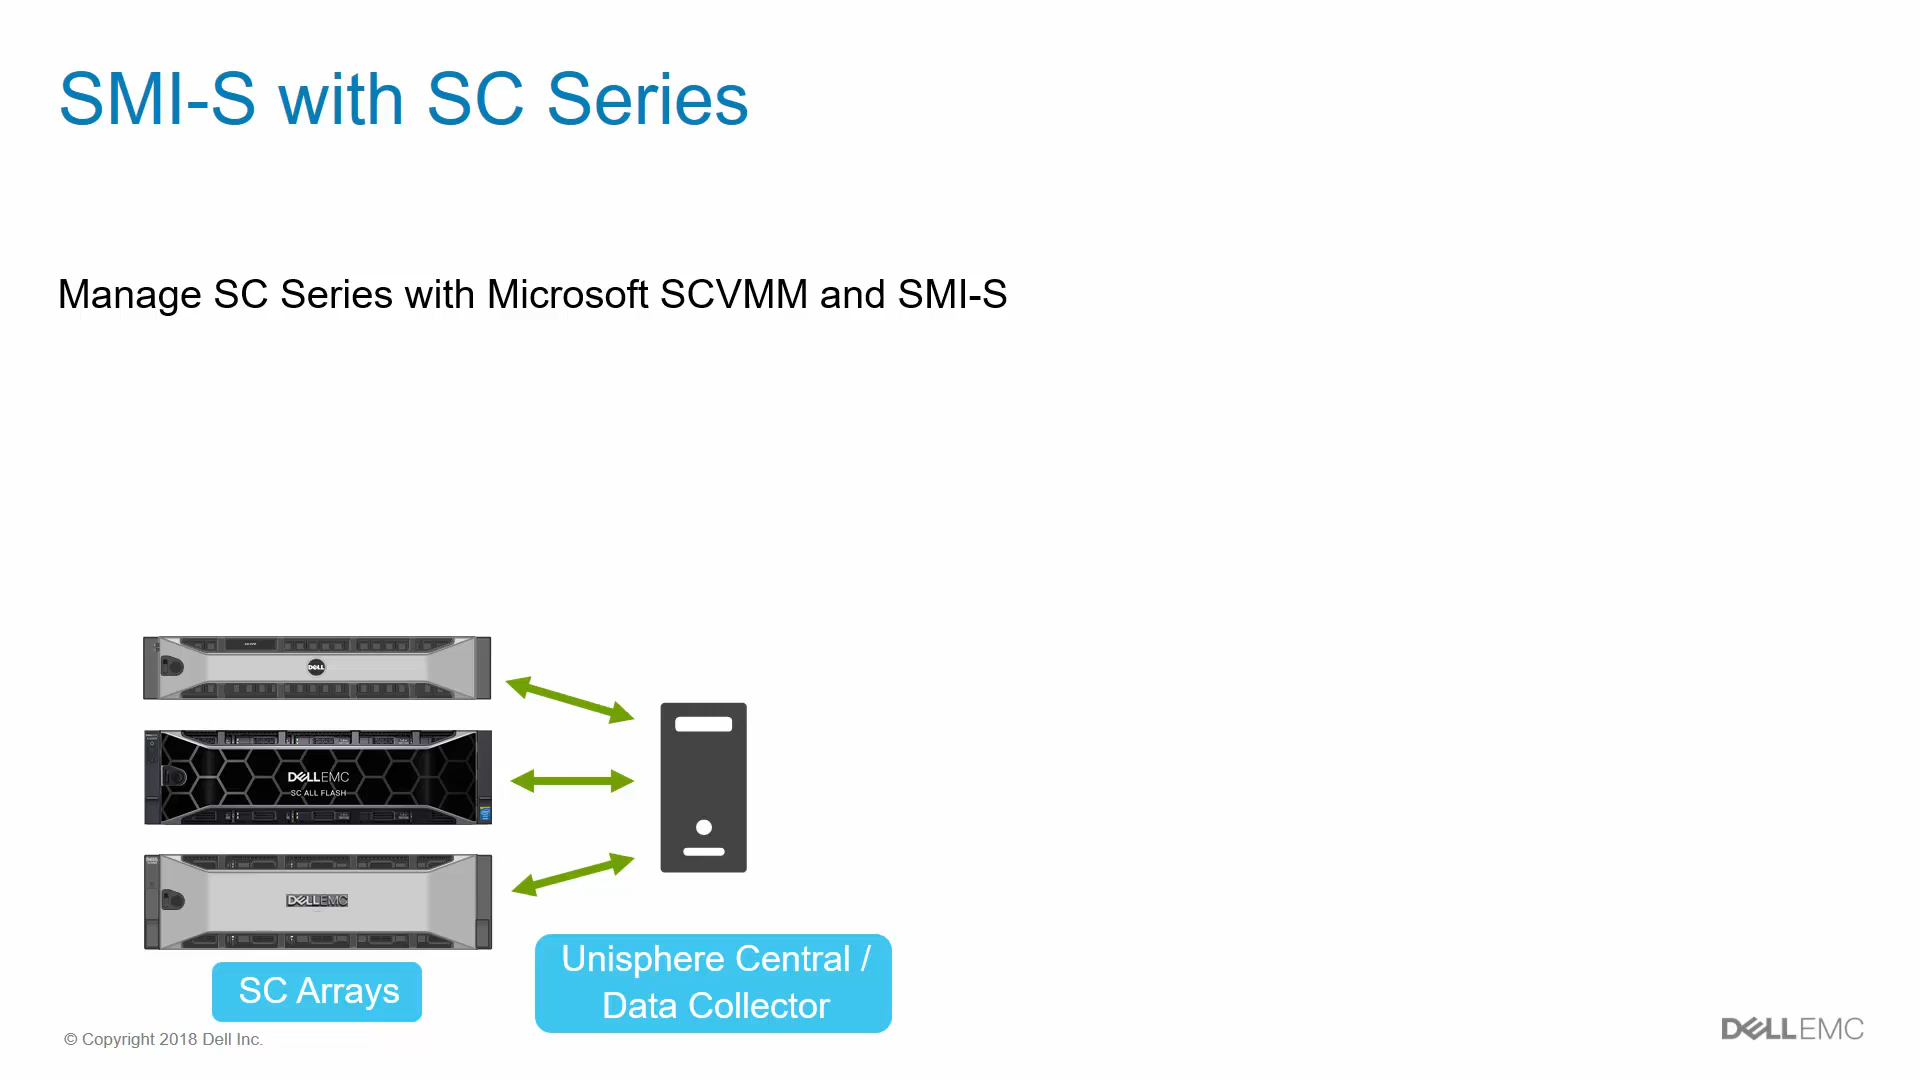 SMI-S with SC Series
Manage SC Series with Microsoft SCVMM and SMI-S
DELL
DELLEMC
SC ALL FLASH
DELLEMC
SC Arrays
Unisphere Central /
Data Collector
© Copyright 2018 Dell Inc.
DELLEMC